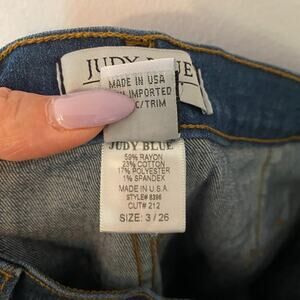 JUDY BLUE
MADE IN USA
IMPORTED
/TRIM
JUDY BLUE
59% RAYON
23% COTTON
17% POLYESTER
1% SPANDEX
MADE IN U.S.A
STYLE# 8396
CUT# 212
SIZE: 3 / 26